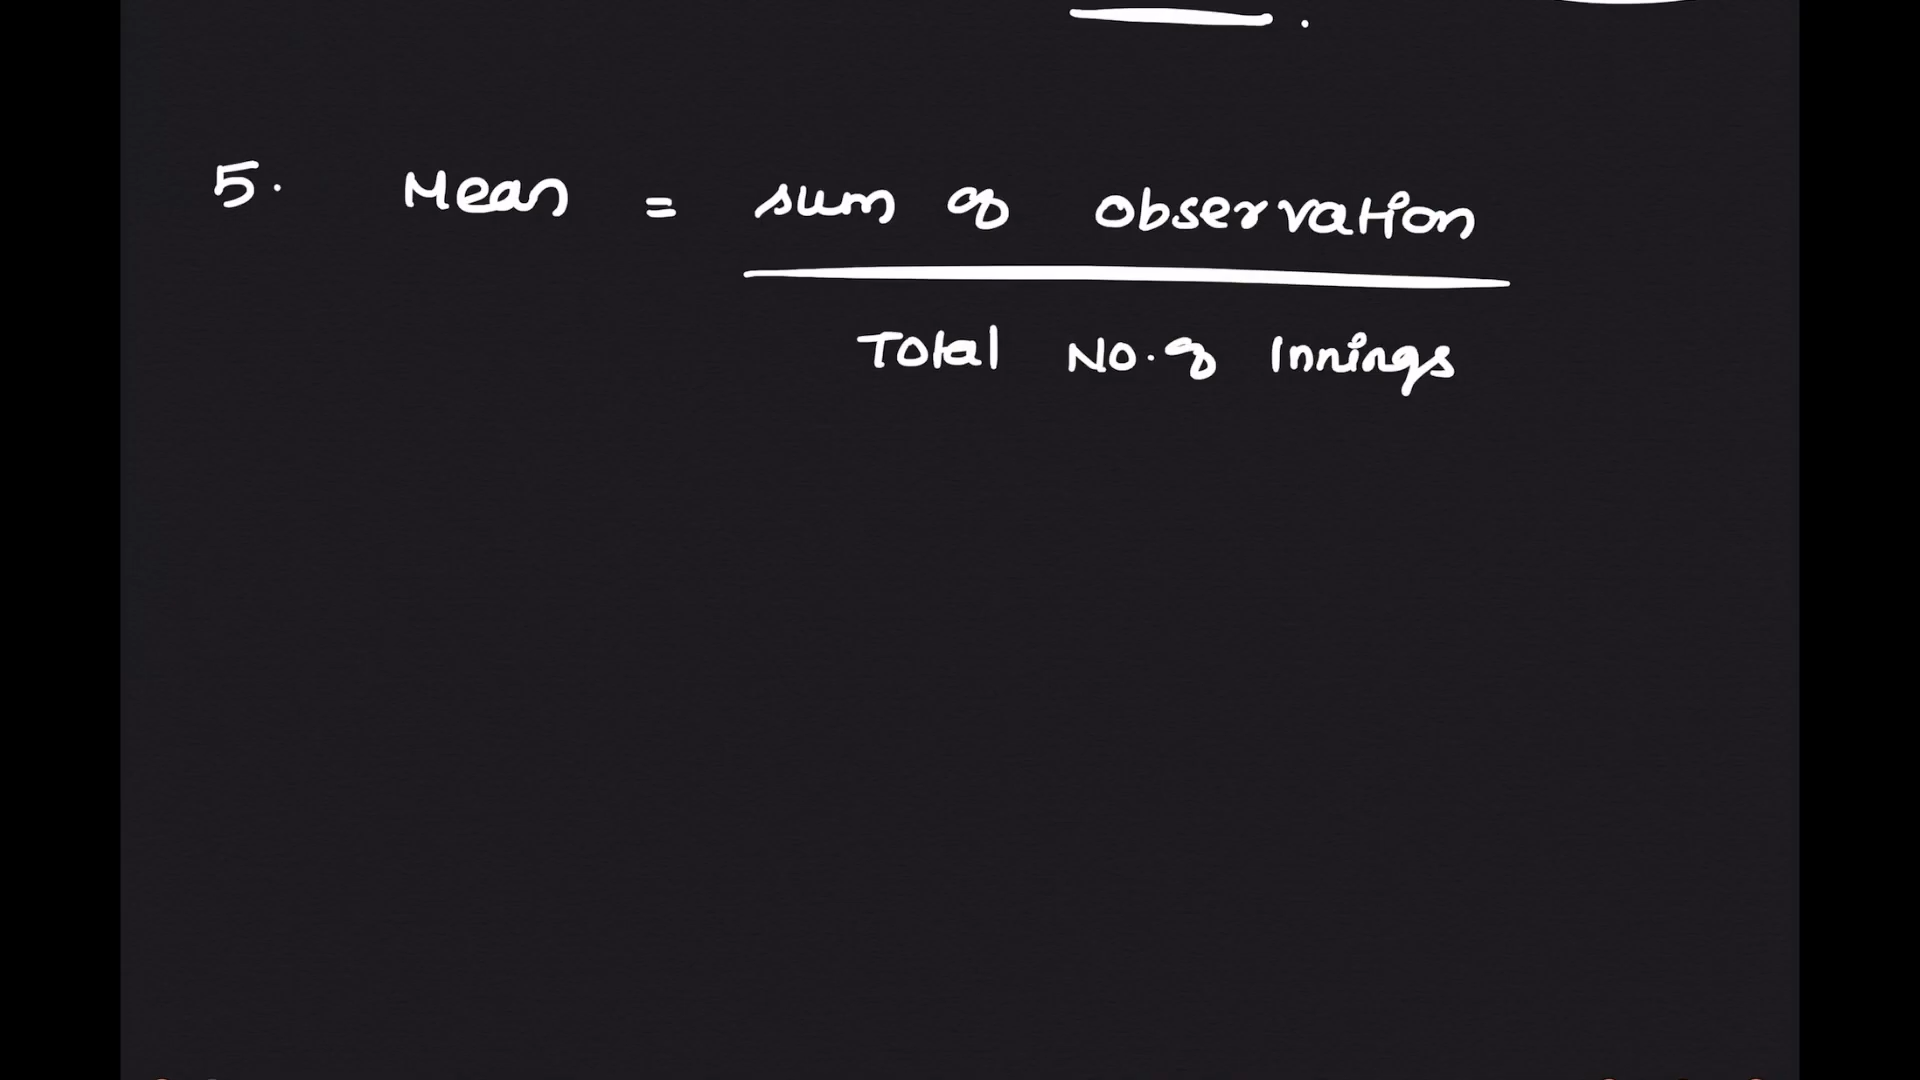 5. Mean = sum of observation
Total No. of Innings